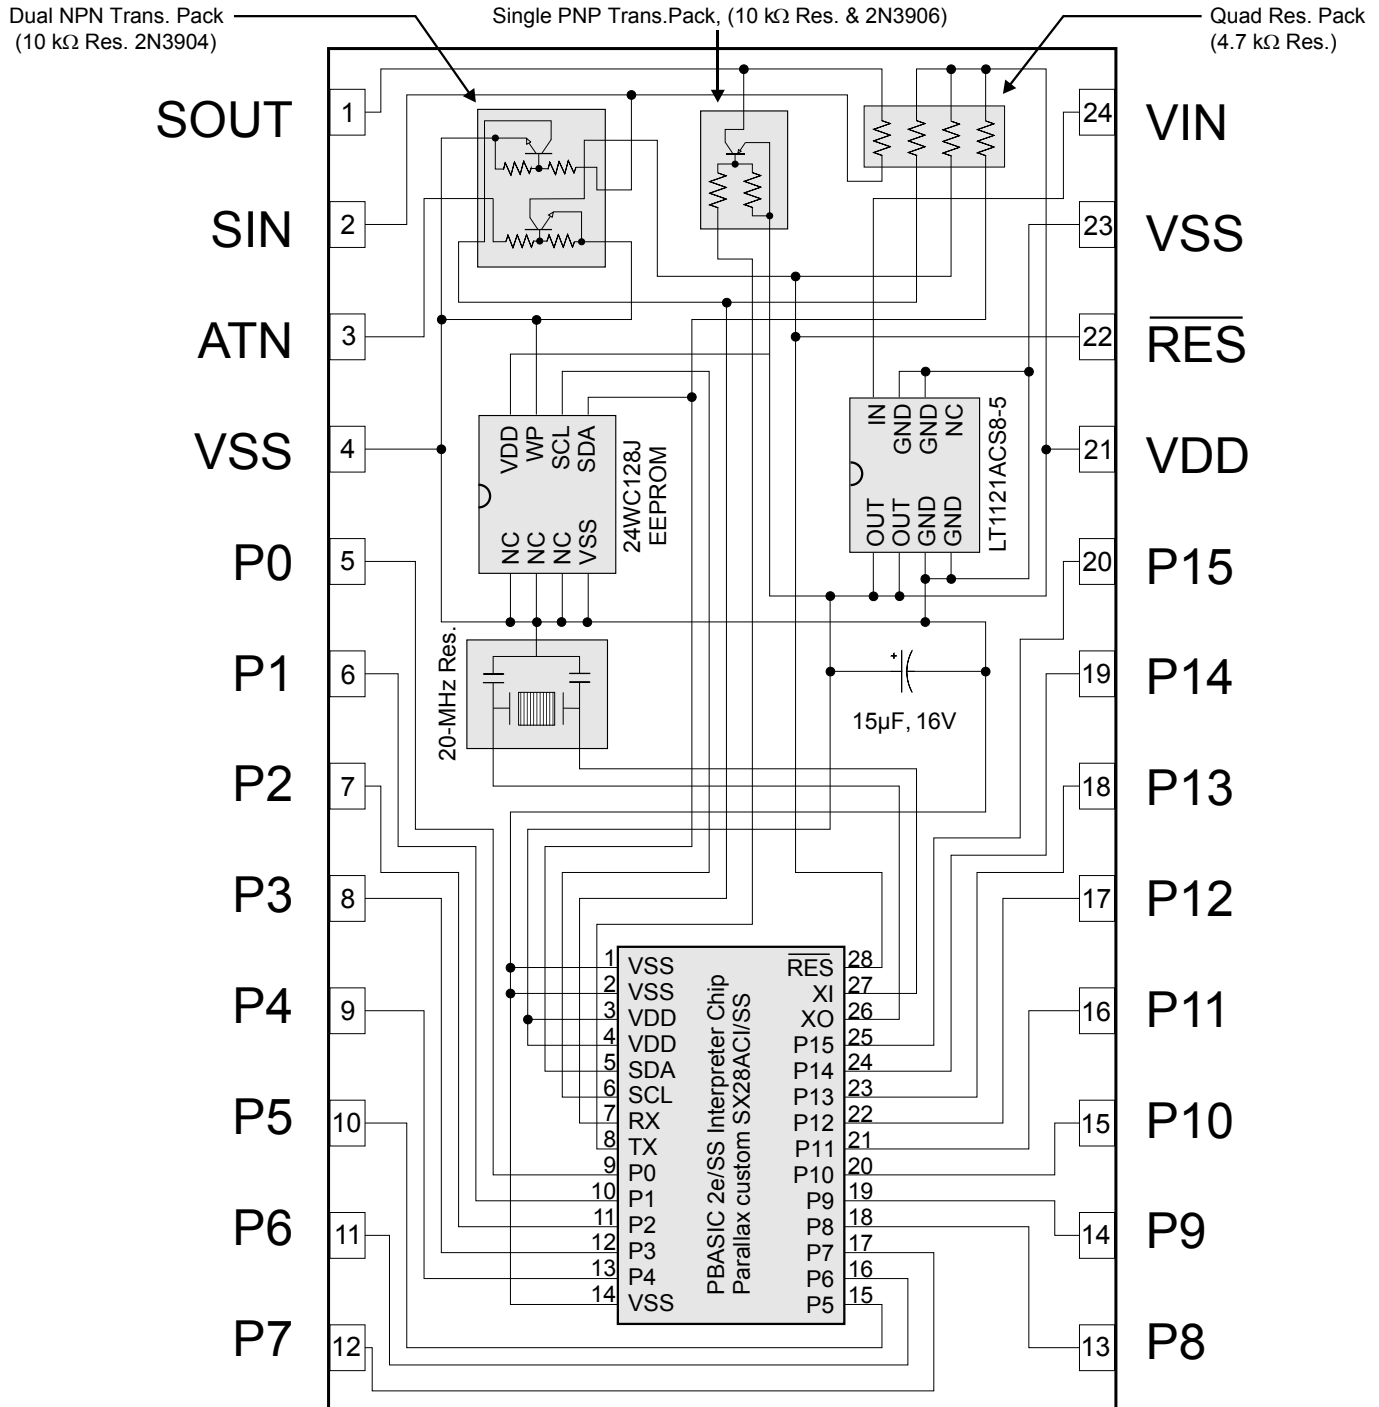 Dual NPN Trans. Pack
(10 kΩ Res. 2N3904)
Single PNP Trans.Pack, (10 kΩ Res. & 2N3906)
Quad Res. Pack
(4.7 kΩ Res.)
SOUT
1
24
VIN
SIN
2
23
VSS
ATN
3
22
RES
VSS
4
21
VDD
P0
5
20
P15
P1
6
19
P14
P2
7
18
P13
P3
8
17
P12
P4
9
16
P11
P5
10
15
P10
P6
11
14
P9
P7
12
13
P8
VDD
WP
SCL
SDA
NC
NC
NC
VSS
24WC128J
EEPROM
IN
GND
GND
NC
OUT
OUT
GND
GND
LT1121ACS8-5
20-MHz Res.
+
15µF, 16V
1 VSS
2 VSS
3 VDD
4 VDD
5 SDA
6 SCL
7 RX
8 TX
9 P0
10 P1
11 P2
12 P3
13 P4
14 VSS
PBASIC 2e/SS Interpreter Chip
Parallax custom SX28ACI/SS
RES 28
XI 27
XO 26
P15 25
P14 24
P13 23
P12 22
P11 21
P10 20
P9 19
P8 18
P7 17
P6 16
P5 15